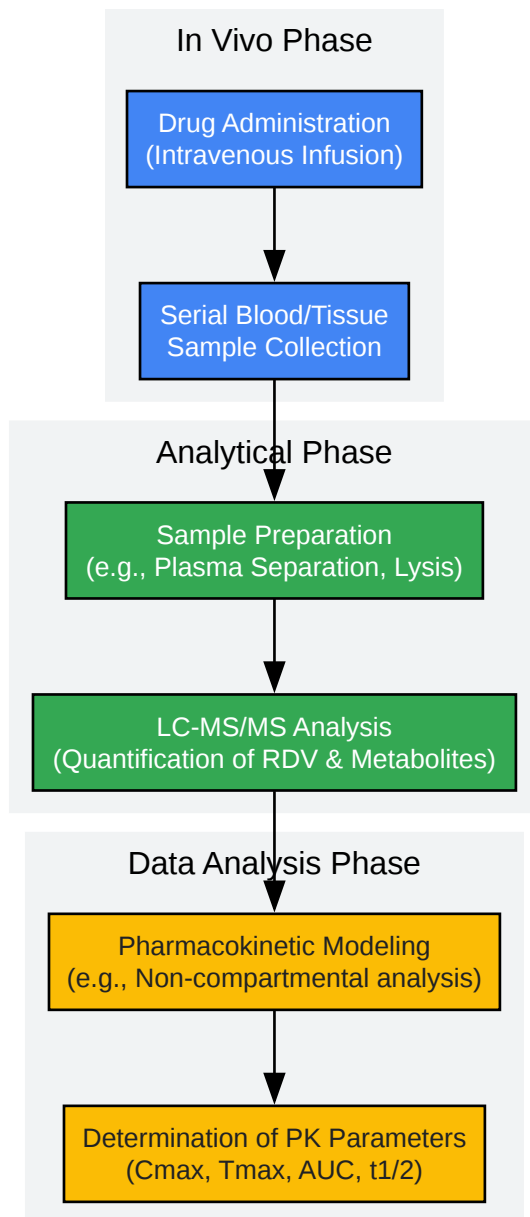 In Vivo Phase
Drug Administration
(Intravenous Infusion)
Serial Blood/Tissue
Sample Collection
Analytical Phase
Sample Preparation
(e.g., Plasma Separation, Lysis)
LC-MS/MS Analysis
(Quantification of RDV & Metabolites)
Data Analysis Phase
Pharmacokinetic Modeling
(e.g., Non-compartmental analysis)
Determination of PK Parameters
(Cmax, Tmax, AUC, t1/2)